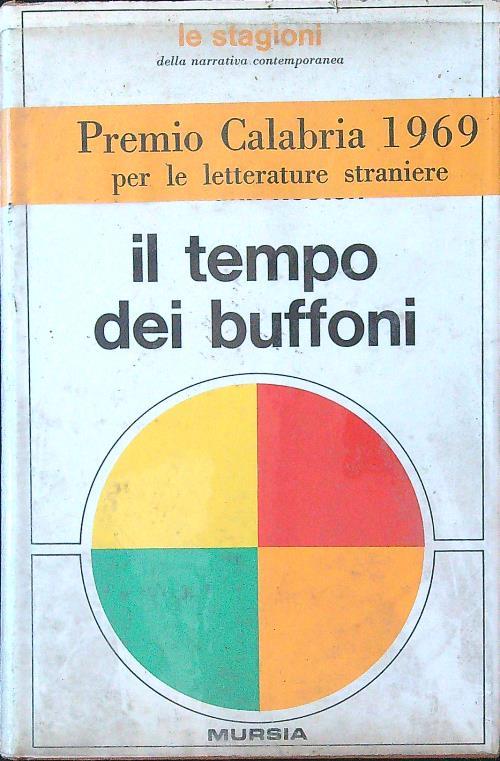 le stagioni
della narrativa contemporanea
Premio Calabria 1969
per le letterature straniere
il tempo
dei buffoni
MURSIA